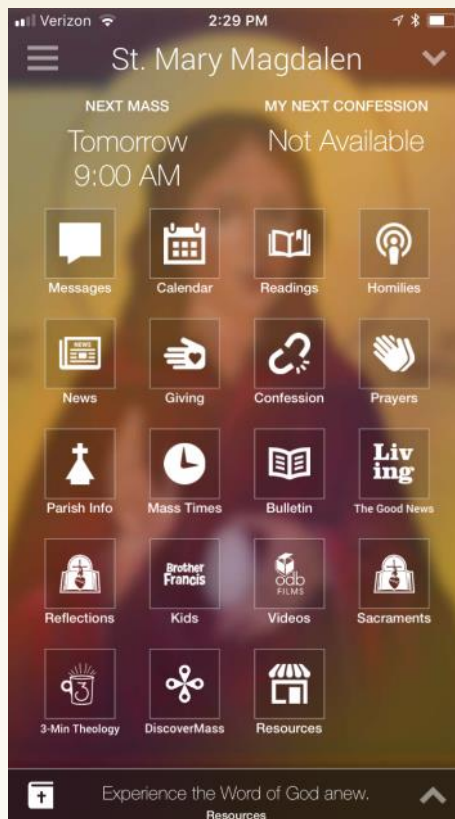 Verizon 2:29 PM
St. Mary Magdalen
NEXT MASS MY NEXT CONFESSION
Tomorrow Not Available
9:00 AM
Messages Calendar Readings Homilies
NEWS
News Giving Confession Prayers
Liv
ing
Parish Info Mass Times Bulletin The Good News
Brother
Francis
odb
FILMS
Reflections Kids Videos Sacraments
3
3-Min Theology DiscoverMass Resources
Experience the Word of God anew.
Resources